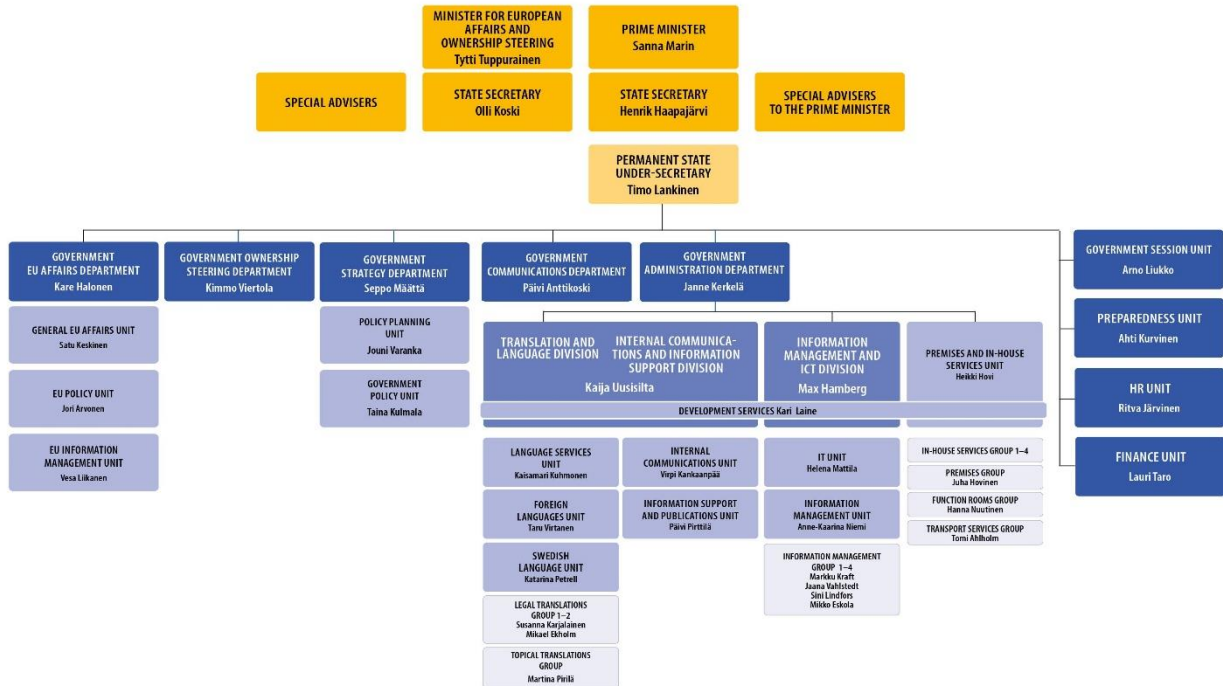 MINISTER FOR EUROPEAN
AFFAIRS AND
OWNERSHIP STEERING
Tytti Tuppurainen
PRIME MINISTER
Sanna Marin
SPECIAL ADVISERS
STATE SECRETARY
Olli Koski
STATE SECRETARY
Henrik Haapajärvi
SPECIAL ADVISERS
TO THE PRIME MINISTER
PERMANENT STATE
UNDER-SECRETARY
Timo Lankinen
GOVERNMENT
EU AFFAIRS DEPARTMENT
Kare Halonen
GOVERNMENT OWNERSHIP
STEERING DEPARTMENT
Kimmo Viertola
GOVERNMENT
STRATEGY DEPARTMENT
Seppo Määttä
GOVERNMENT
COMMUNICATIONS DEPARTMENT
Päivi Anttikoski
GOVERNMENT
ADMINISTRATION DEPARTMENT
Janne Kerkelä
GOVERNMENT SESSION UNIT
Arno Liukko
PREPAREDNESS UNIT
Ahti Kurvinen
HR UNIT
Ritva Järvinen
FINANCE UNIT
Lauri Taro
GENERAL EU AFFAIRS UNIT
Satu Keskinen
EU POLICY UNIT
Jori Arvonen
EU INFORMATION
MANAGEMENT UNIT
Vesa Liikanen
POLICY PLANNING
UNIT
Jouni Varanka
GOVERNMENT
POLICY UNIT
Taina Kulmala
TRANSLATION AND
LANGUAGE DIVISION
INTERNAL COMMUNICA-
TIONS AND INFORMATION
SUPPORT DIVISION
Kaija Uusisilta
INFORMATION
MANAGEMENT AND
ICT DIVISION
Max Hamberg
PREMISES AND IN-HOUSE
SERVICES UNIT
Heikki Hovi
DEVELOPMENT SERVICES Kari Laine
LANGUAGE SERVICES
UNIT
Kaisamari Kuhmonen
FOREIGN
LANGUAGES UNIT
Taru Virtanen
SWEDISH
LANGUAGE UNIT
Katarina Petrell
LEGAL TRANSLATIONS
GROUP 1–2
Susanna Karjalainen
Mikael Ekholm
TOPICAL TRANSLATIONS
GROUP
Martina Pirilä
INTERNAL
COMMUNICATIONS UNIT
Virpi Kankaanpää
INFORMATION SUPPORT
AND PUBLICATIONS UNIT
Päivi Pirttilä
IT UNIT
Helena Mattila
INFORMATION
MANAGEMENT UNIT
Anne-Kaarina Niemi
INFORMATION MANAGEMENT
GROUP 1–4
Markku Kraft
Jaana Vahlstedt
Sini Lindfors
Mikko Eskola
IN-HOUSE SERVICES GROUP 1–4
PREMISES GROUP
Juha Hovinen
FUNCTION ROOMS GROUP
Hanna Nuutinen
TRANSPORT SERVICES GROUP
Tomi Ahlholm